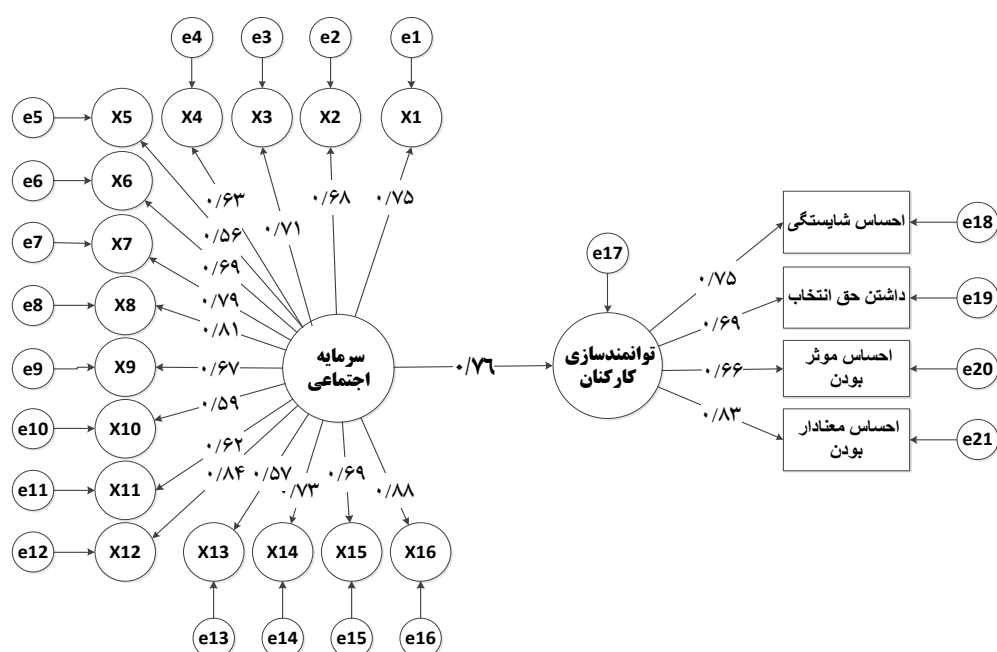 e4
e3
e2
e1
X4
X3
X2
X1
e5
X5
e6
X6
e7
X7
e8
X8
e9
X9
e10
X10
e11
X11
e12
X12
۰/۶۳
۰/۵۶
۰/۶۹
۰/۷۹
۰/۸۱
۰/۶۷
۰/۵۹
۰/۶۲
۰/۸۴
۰/۷۱
۰/۶۸
۰/۷۵
سرمایه
اجتماعی
۰/۵۷
۰/۷۳
۰/۶۹
۰/۸۸
X13
X14
X15
X16
e13
e14
e15
e16
۰/۷۶
e17
توانمندسازی
کارکنان
۰/۷۵
۰/۶۹
۰/۶۶
۰/۸۳
احساس شایستگی
e18
داشتن حق انتخاب
e19
احساس موثر
بودن
e20
احساس معنادار
بودن
e21